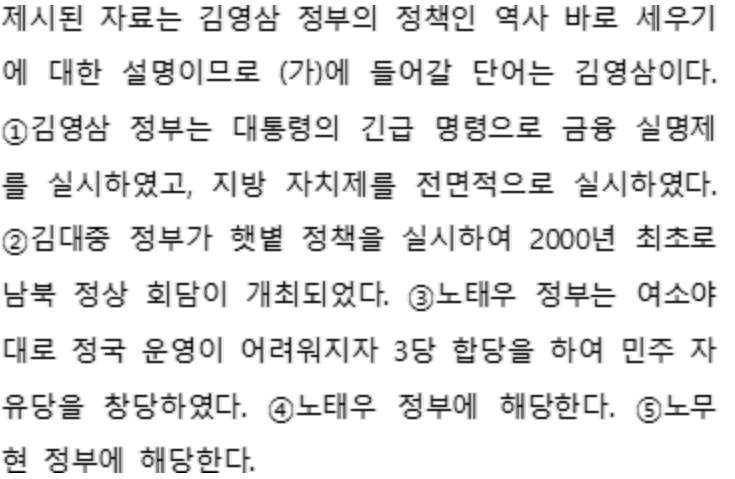 제시된 자료는 김영삼 정부의 정책인 역사 바로 세우기
에 대한 설명이므로 (가)에 들어갈 단어는 김영삼이다.
①김영삼 정부는 대통령의 긴급 명령으로 금융 실명제
를 실시하였고, 지방 자치제를 전면적으로 실시하였다.
②김대중 정부가 햇볕 정책을 실시하여 2000년 최초로
남북 정상 회담이 개최되었다. ③노태우 정부는 여소야
대로 정국 운영이 어려워지자 3당 합당을 하여 민주 자
유당을 창당하였다. ④노태우 정부에 해당한다. ⑤노무
현 정부에 해당한다.